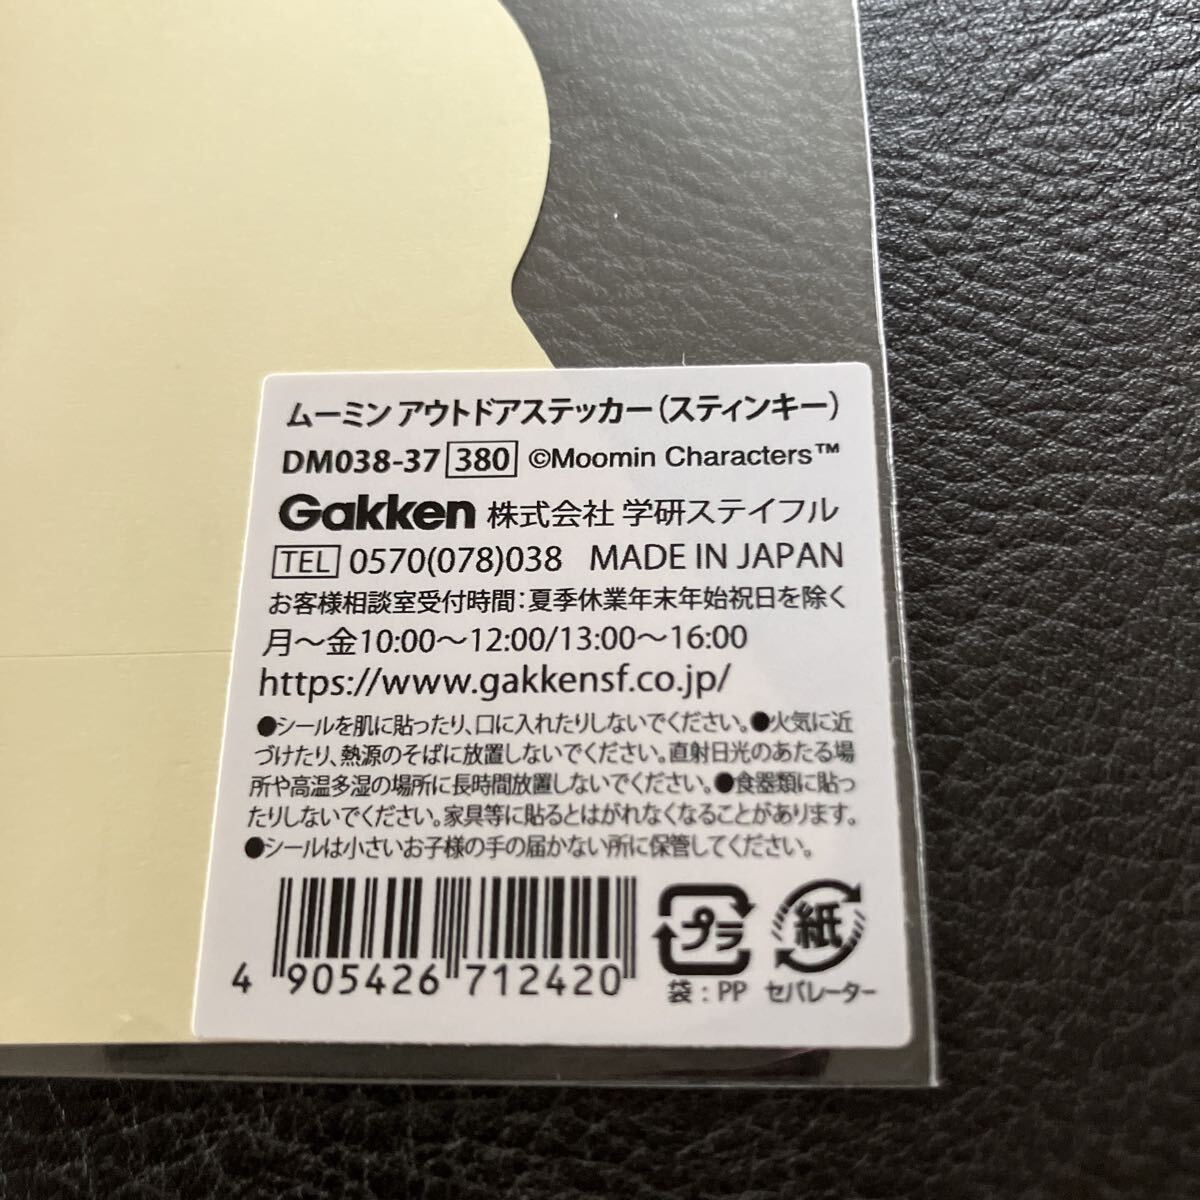 ムーミン アウトドアステッカー（スティンキー）
DM038-37 380 ©Moomin Characters™
Gakken 株式会社 学研ステイフル
TEL 0570(078)038 MADE IN JAPAN
お客様相談室受付時間：夏季休業年末年始祝日を除く
月～金10:00～12:00/13:00～16:00
https://www.gakkensf.co.jp/
●シールを肌に貼ったり、口に入れたりしないでください。●火気に近
づけたり、熱源のそばに放置しないでください。直射日光のあたる場
所や高温多湿の場所に長時間放置しないでください。●食器類に貼っ
たりしないでください。家具等に貼るとはがれなくなることがあります。
●シールは小さいお子様の手の届かない所に保管してください。
4 905426 712420
プラ 紙
袋：PP セパレーター